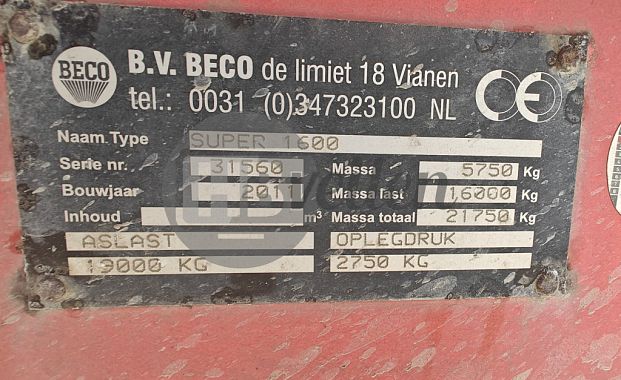 BECO
B.V. BECO de limiet 18 Vianen
tel.: 0031 (0)347323100 NL
CE
Naam Type SUPER 1600
Serie nr. 31560 Massa 5750 Kg
Bouwjaar 2011 Massa last 16000 Kg
Inhoud m³ Massa totaal 21750 Kg
ASLAST OPLEGDRUK
19000 KG 2750 KG